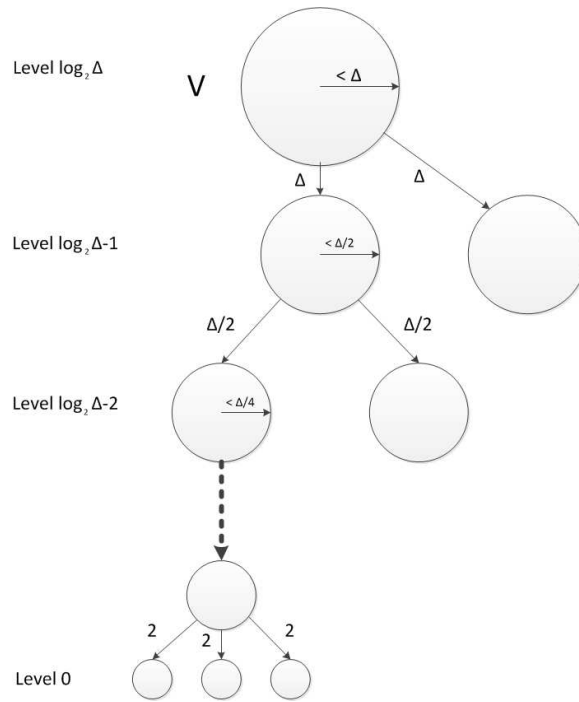 Level log₂ Δ
V
< Δ
Δ
Δ
Level log₂ Δ-1
< Δ/2
Δ/2
Δ/2
Level log₂ Δ-2
< Δ/4
2
2
2
Level 0